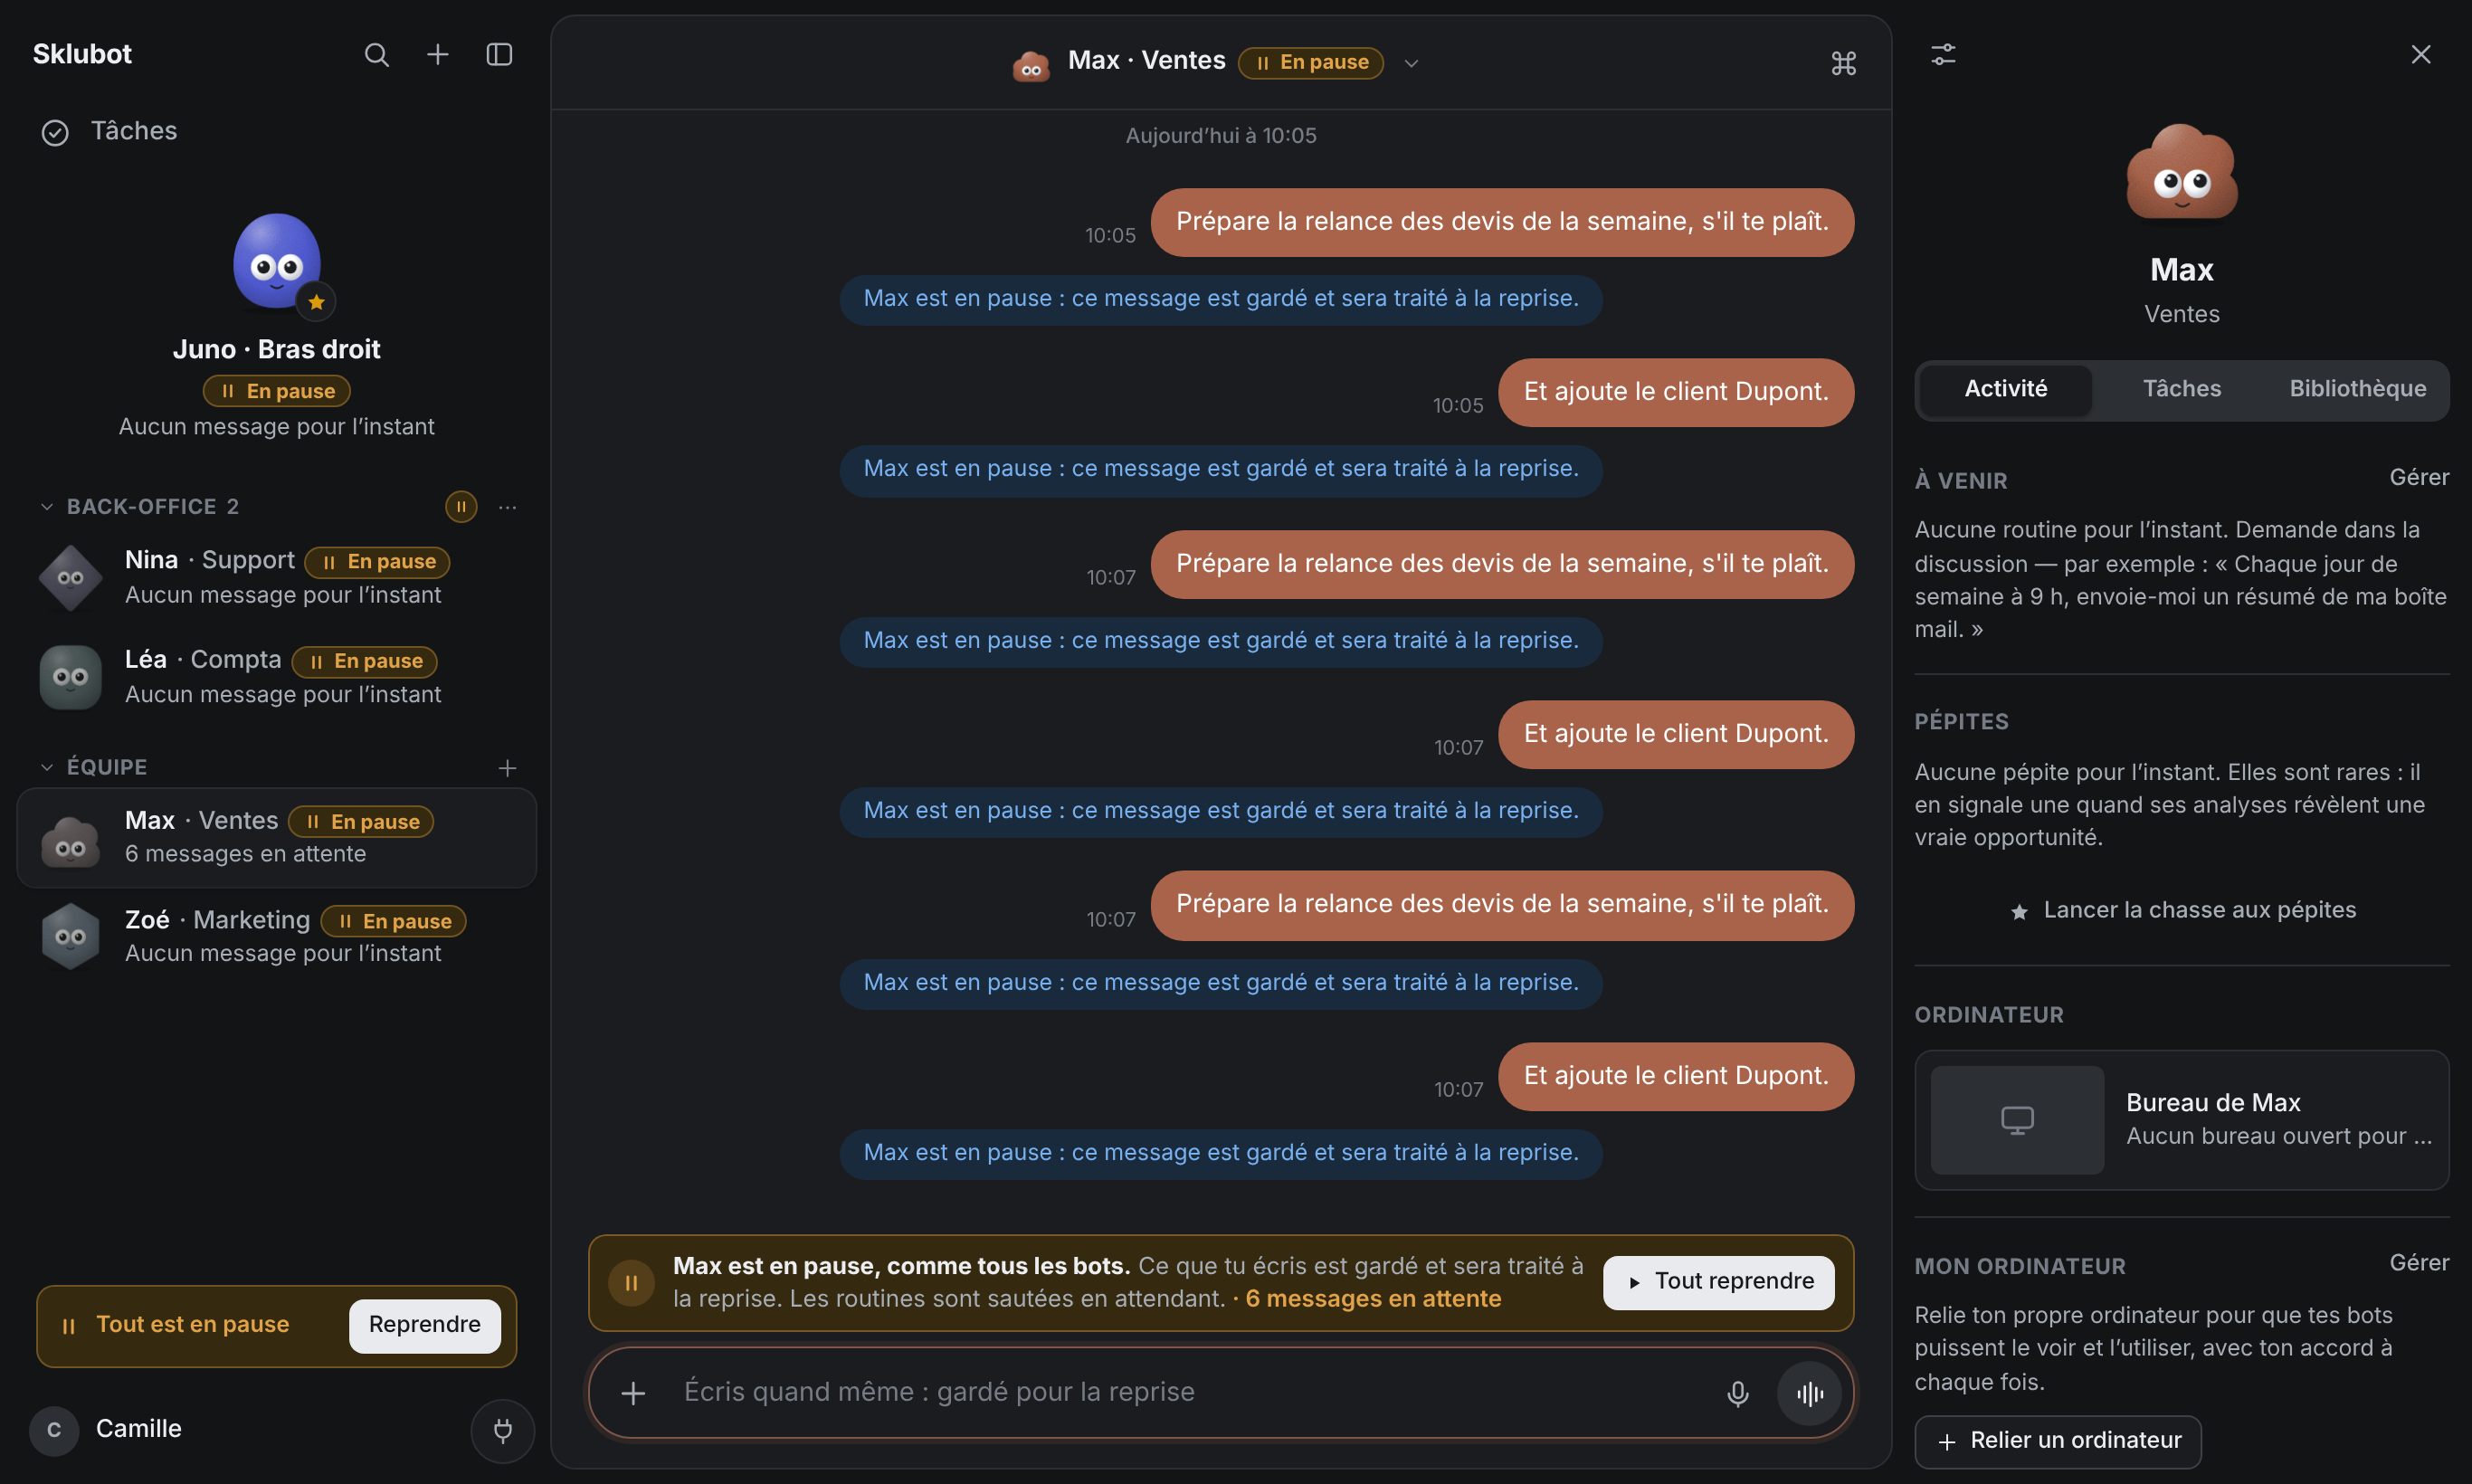 Sklubot
Tâches
Juno · Bras droit
En pause
Aucun message pour l’instant
BACK-OFFICE 2
Nina · Support En pause
Aucun message pour l’instant
Léa · Compta En pause
Aucun message pour l’instant
ÉQUIPE
Max · Ventes En pause
6 messages en attente
Zoé · Marketing En pause
Aucun message pour l’instant
Tout est en pause Reprendre
C Camille
Max · Ventes En pause
Aujourd’hui à 10:05
10:05 Prépare la relance des devis de la semaine, s'il te plaît.
Max est en pause : ce message est gardé et sera traité à la reprise.
10:05 Et ajoute le client Dupont.
Max est en pause : ce message est gardé et sera traité à la reprise.
10:07 Prépare la relance des devis de la semaine, s'il te plaît.
Max est en pause : ce message est gardé et sera traité à la reprise.
10:07 Et ajoute le client Dupont.
Max est en pause : ce message est gardé et sera traité à la reprise.
10:07 Prépare la relance des devis de la semaine, s'il te plaît.
Max est en pause : ce message est gardé et sera traité à la reprise.
10:07 Et ajoute le client Dupont.
Max est en pause : ce message est gardé et sera traité à la reprise.
Max est en pause, comme tous les bots. Ce que tu écris est gardé et sera traité à
la reprise. Les routines sont sautées en attendant. · 6 messages en attente
Tout reprendre
Écris quand même : gardé pour la reprise
Max
Ventes
Activité Tâches Bibliothèque
À VENIR Gérer
Aucune routine pour l’instant. Demande dans la
discussion — par exemple : « Chaque jour de
semaine à 9 h, envoie-moi un résumé de ma boîte
mail. »
PÉPITES
Aucune pépite pour l’instant. Elles sont rares : il
en signale une quand ses analyses révèlent une
vraie opportunité.
Lancer la chasse aux pépites
ORDINATEUR
Bureau de Max
Aucun bureau ouvert pour ...
MON ORDINATEUR Gérer
Relie ton propre ordinateur pour que tes bots
puissent le voir et l’utiliser, avec ton accord à
chaque fois.
Relier un ordinateur